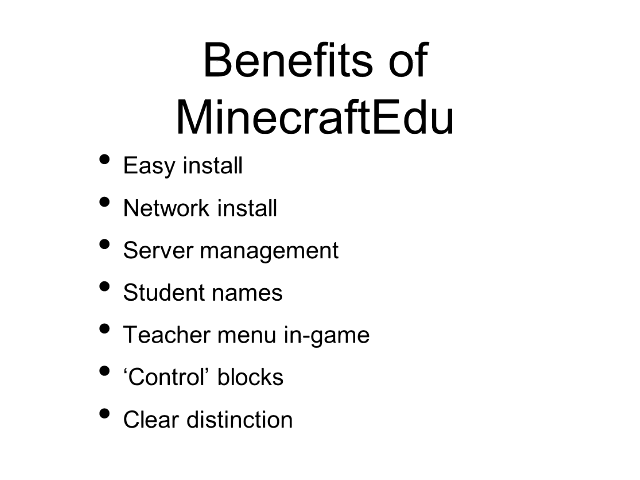 Benefits of
MinecraftEdu
• Easy install
• Network install
• Server management
• Student names
• Teacher menu in-game
• ‘Control’ blocks
• Clear distinction